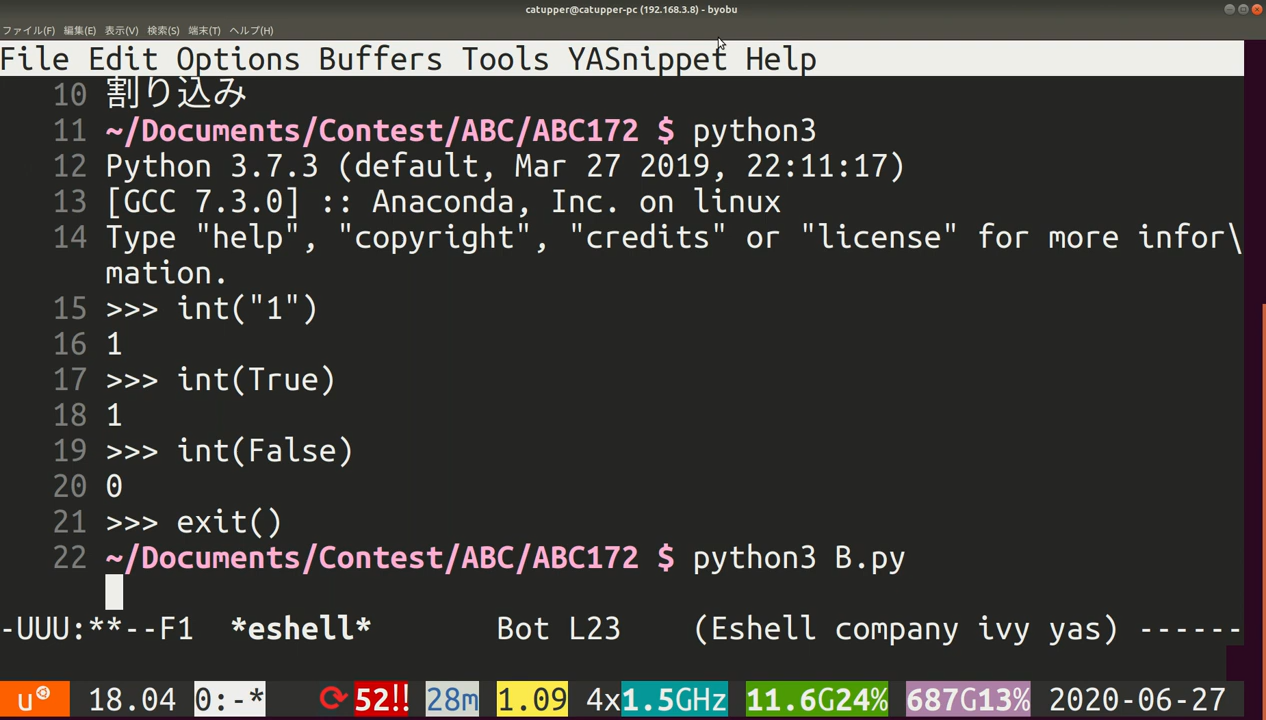 catupper@catupper-pc (192.168.3.8) - byobu
ファイル(F) 編集(E) 表示(V) 検索(S) 端末(T) ヘルプ(H)
File Edit Options Buffers Tools YASnippet Help
10 割り込み
11 ~/Documents/Contest/ABC/ABC172 $ python3
12 Python 3.7.3 (default, Mar 27 2019, 22:11:17)
13 [GCC 7.3.0] :: Anaconda, Inc. on linux
14 Type "help", "copyright", "credits" or "license" for more infor\
mation.
15 >>> int("1")
16 1
17 >>> int(True)
18 1
19 >>> int(False)
20 0
21 >>> exit()
22 ~/Documents/Contest/ABC/ABC172 $ python3 B.py
-UUU:**--F1 *eshell* Bot L23 (Eshell company ivy yas) ------
u 18.04 0:-* ⟳52!! 28m 1.09 4x1.5GHz 11.6G24% 687G13% 2020-06-27